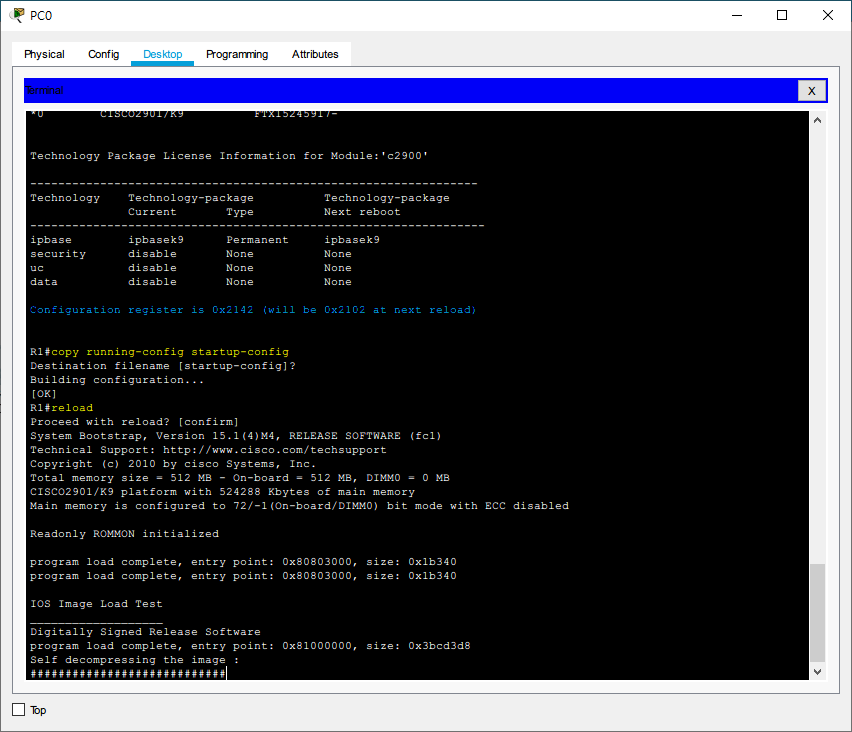 PC0
Physical Config Desktop Programming Attributes
Terminal X
*0 CISCO2901/K9 FTX15245917-
Technology Package License Information for Module:'c2900'
----------------------------------------------------------------
Technology Technology-package Technology-package
Current Type Next reboot
-----------------------------------------------------------------
ipbase ipbasek9 Permanent ipbasek9
security disable None None
uc disable None None
data disable None None
Configuration register is 0x2142 (will be 0x2102 at next reload)
R1#copy running-config startup-config
Destination filename [startup-config]?
Building configuration...
[OK]
R1#reload
Proceed with reload? [confirm]
System Bootstrap, Version 15.1(4)M4, RELEASE SOFTWARE (fc1)
Technical Support: http://www.cisco.com/techsupport
Copyright (c) 2010 by cisco Systems, Inc.
Total memory size = 512 MB - On-board = 512 MB, DIMM0 = 0 MB
CISCO2901/K9 platform with 524288 Kbytes of main memory
Main memory is configured to 72/-1(On-board/DIMM0) bit mode with ECC disabled
Readonly ROMMON initialized
program load complete, entry point: 0x80803000, size: 0x1b340
program load complete, entry point: 0x80803000, size: 0x1b340
IOS Image Load Test
___________________
Digitally Signed Release Software
program load complete, entry point: 0x81000000, size: 0x3bcd3d8
Self decompressing the image :
############################
Top